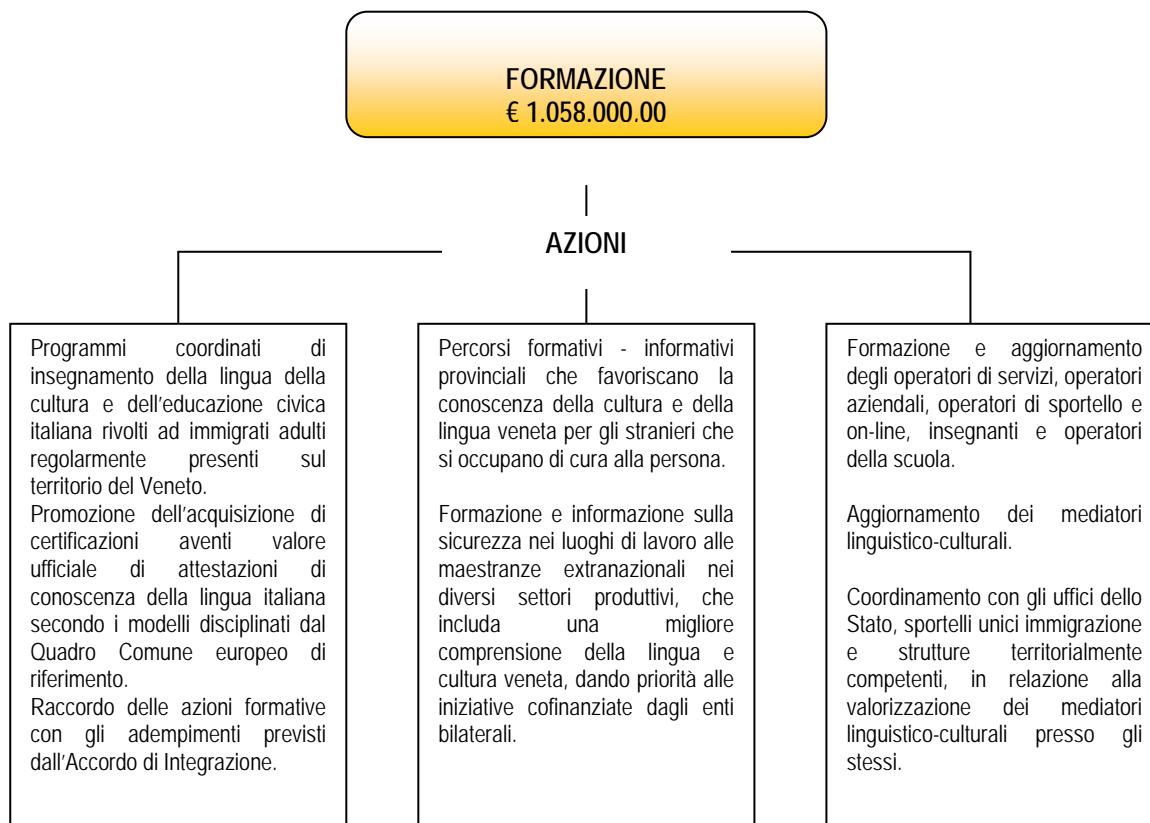 FORMAZIONE
€ 1.058.000,00
AZIONI
Programmi coordinati di
insegnamento della lingua della
cultura e dell'educazione civica
italiana rivolti ad immigrati adulti
regolarmente presenti sul
territorio del Veneto.
Promozione dell'acquisizione di
certificazioni aventi valore
ufficiale di attestazioni di
conoscenza della lingua italiana
secondo i modelli disciplinati dal
Quadro Comune europeo di
riferimento.
Raccordo delle azioni formative
con gli adempimenti previsti
dall'Accordo di Integrazione.
Percorsi formativi - informativi
provinciali che favoriscano la
conoscenza della cultura e della
lingua veneta per gli stranieri che
si occupano di cura alla persona.
Formazione e informazione sulla
sicurezza nei luoghi di lavoro alle
maestranze extranazionali nei
diversi settori produttivi, che
includa una migliore
comprensione della lingua e
cultura veneta, dando priorità alle
iniziative cofinanziate dagli enti
bilaterali.
Formazione e aggiornamento
degli operatori di servizi, operatori
aziendali, operatori di sportello e
on-line, insegnanti e operatori
della scuola.
Aggiornamento dei mediatori
linguistico-culturali.
Coordinamento con gli uffici dello
Stato, sportelli unici immigrazione
e strutture territorialmente
competenti, in relazione alla
valorizzazione dei mediatori
linguistico-culturali presso gli
stessi.